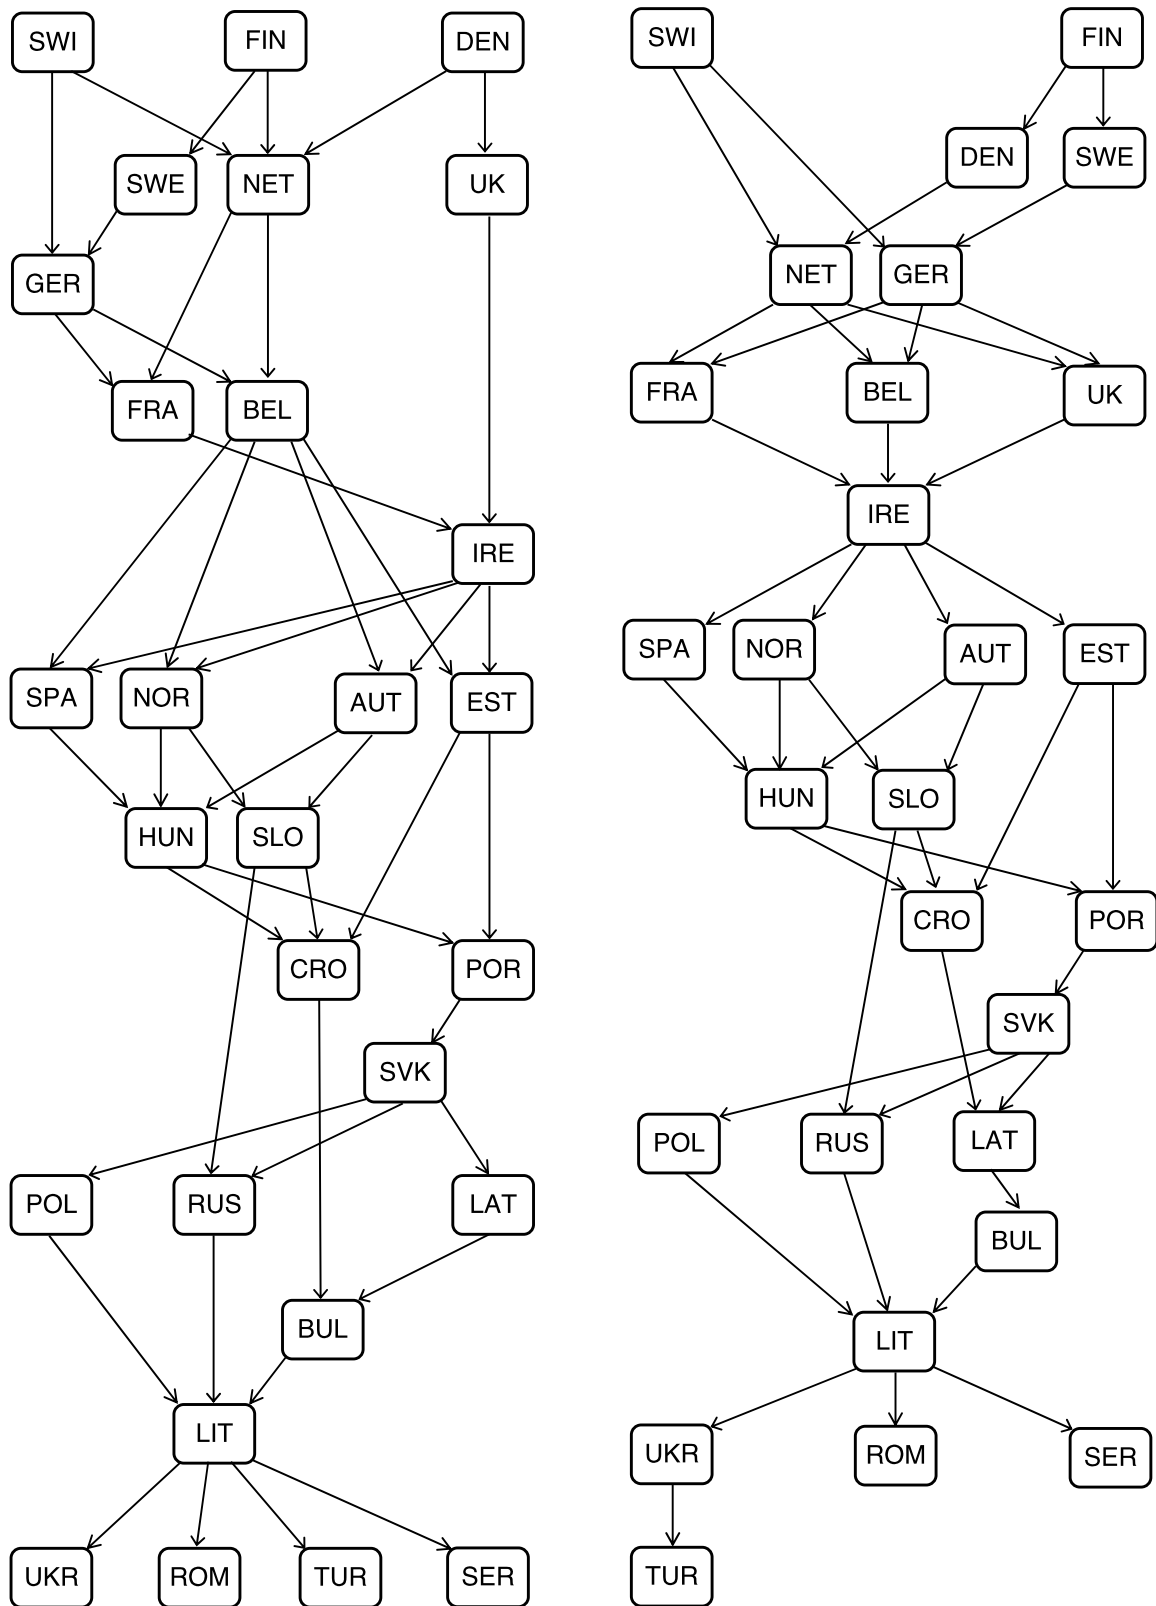 SWI
FIN
DEN
SWE
NET
UK
GER
FRA
BEL
IRE
SPA
NOR
AUT
EST
HUN
SLO
CRO
POR
SVK
POL
RUS
LAT
BUL
LIT
UKR
ROM
TUR
SER
SWI
FIN
DEN
SWE
NET
GER
FRA
BEL
UK
IRE
SPA
NOR
AUT
EST
HUN
SLO
CRO
POR
SVK
POL
RUS
LAT
BUL
LIT
UKR
ROM
SER
TUR